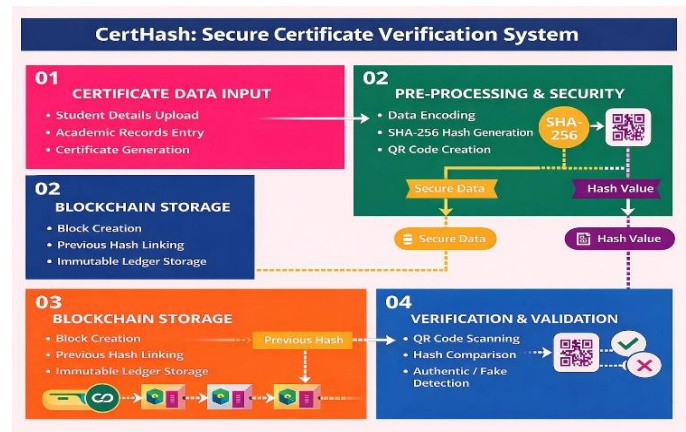 CertHash: Secure Certificate Verification System
01
CERTIFICATE DATA INPUT
• Student Details Upload
• Academic Records Entry
• Certificate Generation
02
PRE-PROCESSING & SECURITY
• Data Encoding
• SHA-256 Hash Generation
• QR Code Creation
SHA-
256
Secure Data
Hash Value
Secure Data
Hash Value
02
BLOCKCHAIN STORAGE
• Block Creation
• Previous Hash Linking
• Immutable Ledger Storage
03
BLOCKCHAIN STORAGE
• Block Creation
• Previous Hash Linking
• Immutable Ledger Storage
Previous Hash
04
VERIFICATION & VALIDATION
• QR Code Scanning
• Hash Comparison
• Authentic / Fake
Detection